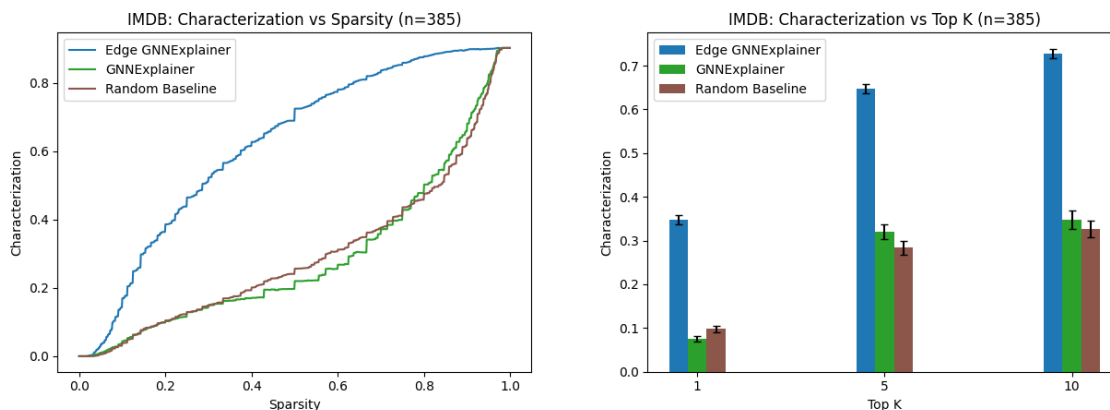 IMDB: Characterization vs Sparsity (n=385)
Edge GNNExplainer
GNNExplainer
Random Baseline
Characterization
0.8
0.6
0.4
0.2
0.0
0.0 0.2 0.4 0.6 0.8 1.0
Sparsity
IMDB: Characterization vs Top K (n=385)
Edge GNNExplainer
GNNExplainer
Random Baseline
Characterization
0.7
0.6
0.5
0.4
0.3
0.2
0.1
0.0
1 5 10
Top K